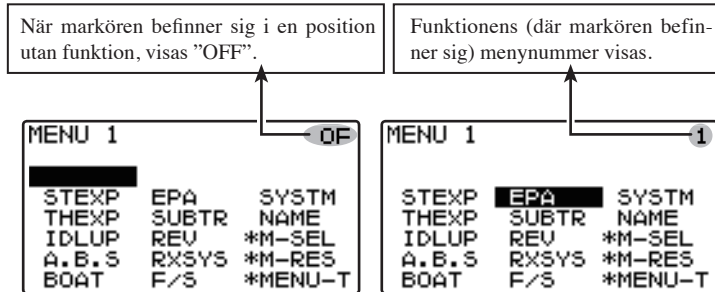 När markören befinner sig i en position
utan funktion, visas ”OFF”.
Funktionens (där markören befin-
ner sig) menynummer visas.
MENU 1 OF
STEXP EPA SYSTM
THEXP SUBTR NAME
IDLUP REV *M-SEL
A.B.S RXSYS *M-RES
BOAT F/S *MENU-T
MENU 1 1
STEXP EPA SYSTM
THEXP SUBTR NAME
IDLUP REV *M-SEL
A.B.S RXSYS *M-RES
BOAT F/S *MENU-T